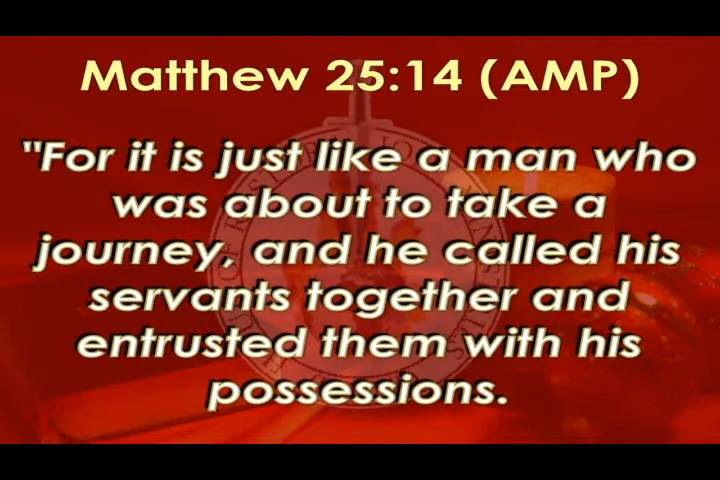 Matthew 25:14 (AMP)
"For it is just like a man who
was about to take a
journey, and he called his
servants together and
entrusted them with his
possessions.